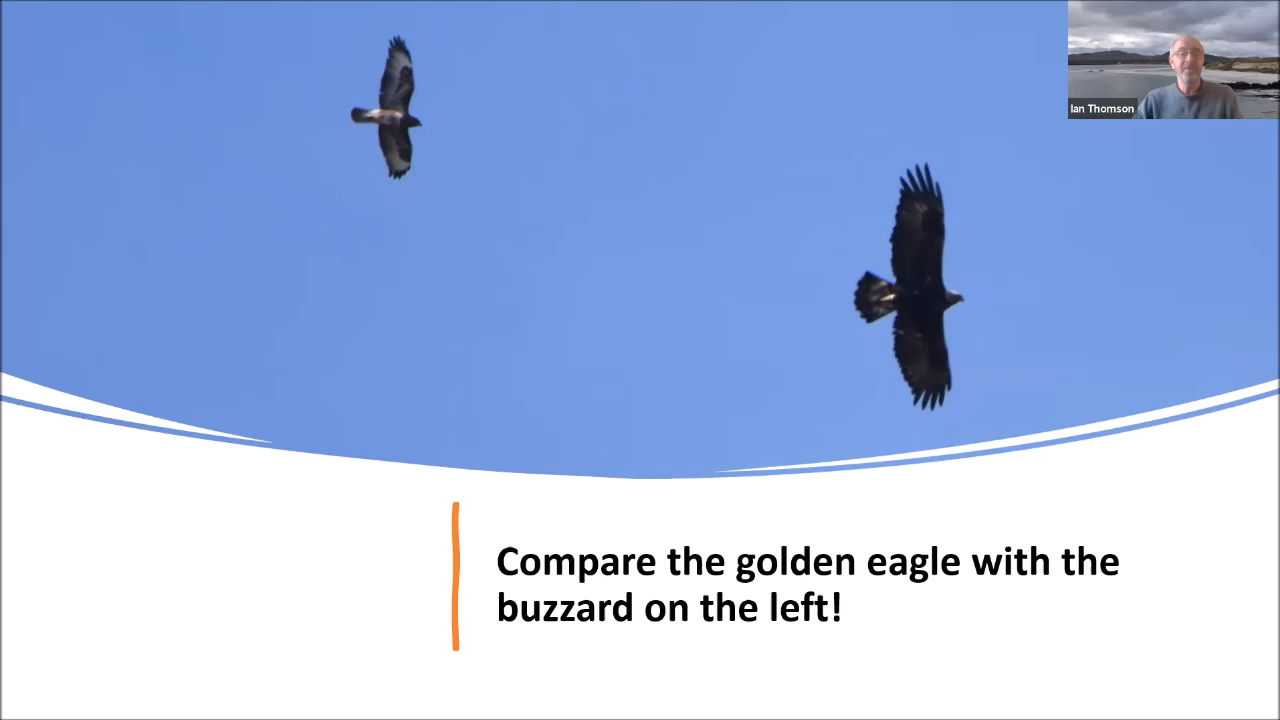 Ian Thomson
Compare the golden eagle with the
buzzard on the left!